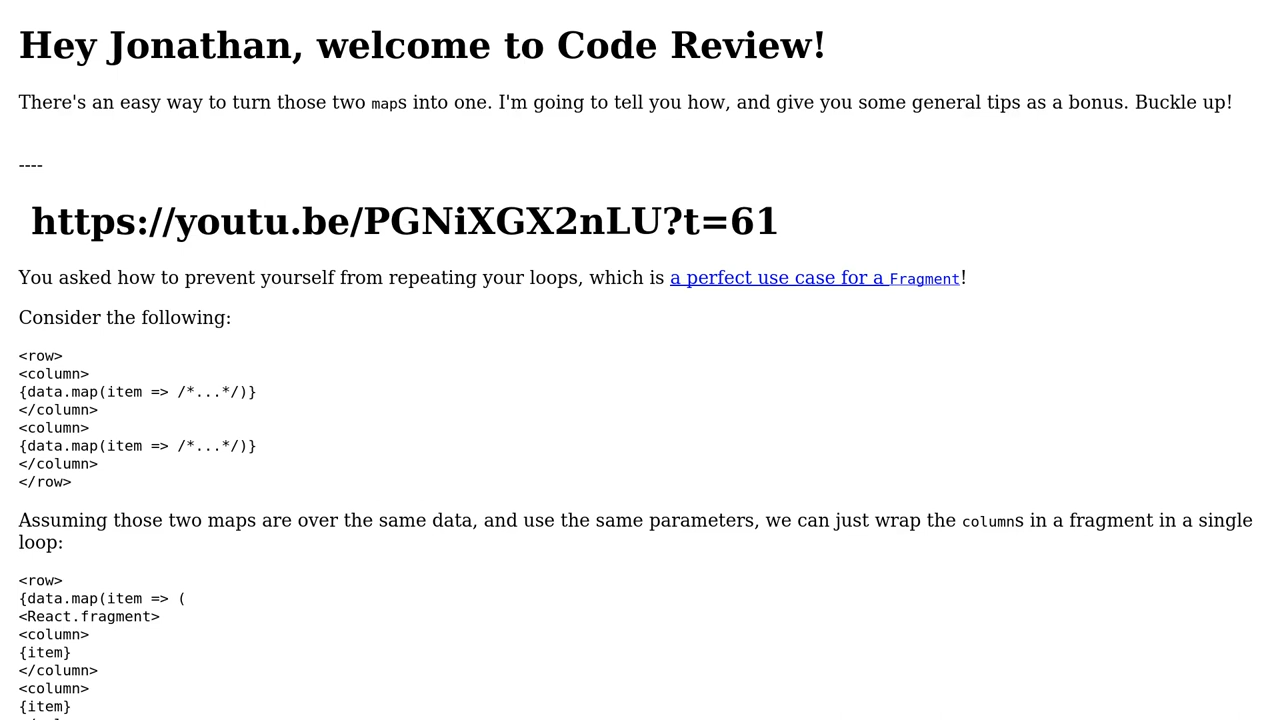 Hey Jonathan, welcome to Code Review!
There's an easy way to turn those two maps into one. I'm going to tell you how, and give you some general tips as a bonus. Buckle up!
----
https://youtu.be/PGNiXGX2nLU?t=61
You asked how to prevent yourself from repeating your loops, which is a perfect use case for a Fragment!
Consider the following:
<row>
<column>
{data.map(item => /*...*/)}
</column>
<column>
{data.map(item => /*...*/)}
</column>
</row>
Assuming those two maps are over the same data, and use the same parameters, we can just wrap the columns in a fragment in a single
loop:
<row>
{data.map(item => (
<React.fragment>
<column>
{item}
</column>
<column>
{item}